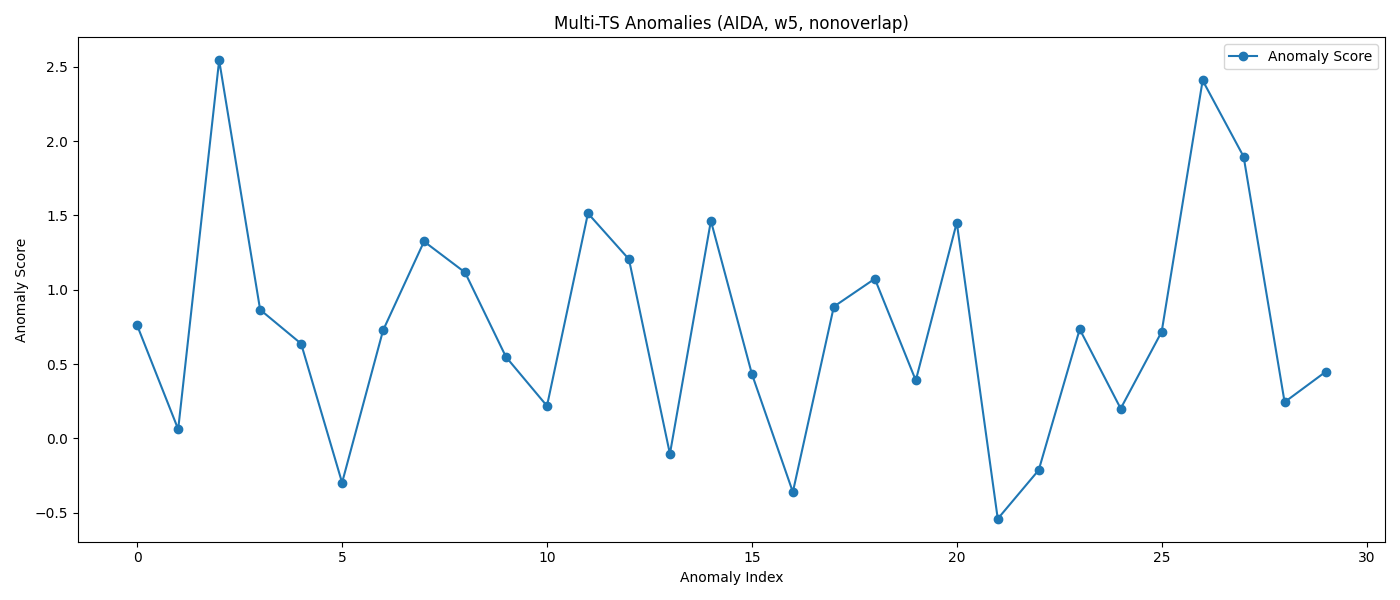 Multi-TS Anomalies (AIDA, w5, nonoverlap)
Anomaly Score
2.5
2.0
1.5
1.0
0.5
0.0
−0.5
Anomaly Score
0 5 10 15 20 25 30
Anomaly Index